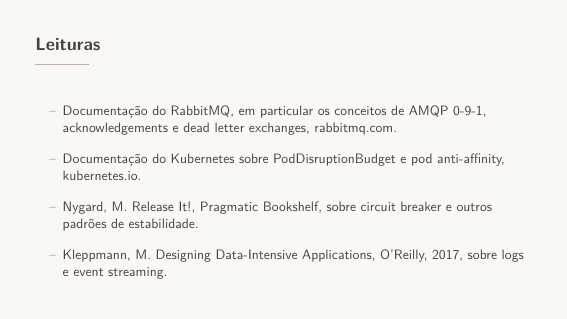 Leituras
– Documentação do RabbitMQ, em particular os conceitos de AMQP 0-9-1,
acknowledgements e dead letter exchanges, rabbitmq.com.
– Documentação do Kubernetes sobre PodDisruptionBudget e pod anti-affinity,
kubernetes.io.
– Nygard, M. Release It!, Pragmatic Bookshelf, sobre circuit breaker e outros
padrões de estabilidade.
– Kleppmann, M. Designing Data-Intensive Applications, O'Reilly, 2017, sobre logs
e event streaming.